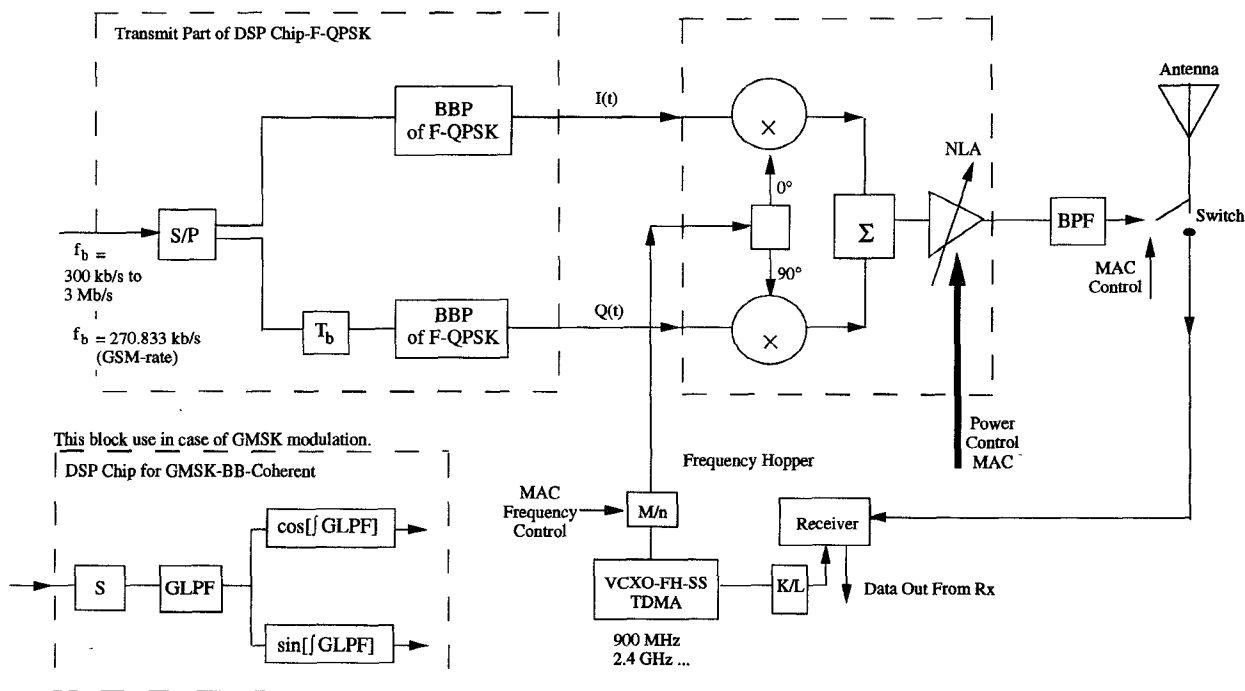 Transmit Part of DSP Chip-F-QPSK
BBP
of F-QPSK
I(t)
×
0°
S/P
f_b =
300 kb/s to
3 Mb/s
f_b = 270.833 kb/s
(GSM-rate)
T_b
BBP
of F-QPSK
Q(t)
90°
×
Σ
NLA
BPF
Antenna
Switch
MAC
Control
Power
Control
MAC
This block use in case of GMSK modulation.
DSP Chip for GMSK-BB-Coherent
S
GLPF
cos[∫GLPF]
sin[∫GLPF]
Frequency Hopper
MAC
Frequency
Control
M/n
VCXO-FH-SS
TDMA
900 MHz
2.4 GHz ...
K/L
Receiver
Data Out From Rx